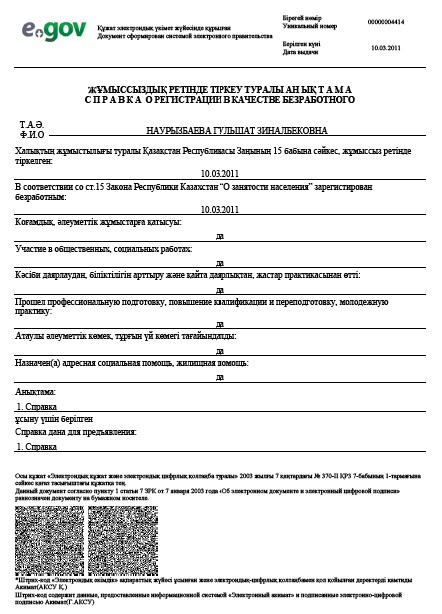 e.gov
Құжат электрондық үкімет жүйесінде құрылған
Документ сформирован системой электронного правительства
Бірегей нөмір
Уникальный номер
00000004414
Берілген күні
Дата выдачи
10.03.2011
ЖҰМЫССЫЗДЫҚ РЕТІНДЕ ТІРКЕУ ТУРАЛЫ АН ЫҚ Т А М А
С П Р А В К А О РЕГИСТРАЦИИ В КАЧЕСТВЕ БЕЗРАБОТНОГО
Т.А.Ә.
Ф.И.О
НАУРЫЗБАЕВА ГУЛЬШАТ ЗИНАЛБЕКОВНА
Халықтың жұмыстылығы туралы Қазақстан Республикасы Заңының 15 бабына сәйкес, жұмыссыз ретінде
тіркелген:
10.03.2011
В соответствии со ст.15 Закона Республики Казахстан “О занятости населения” зарегистрирован
безработным:
10.03.2011
Қоғамдық, әлеуметтік жұмыстарға қатысуы:
да
Участие в общественных, социальных работах:
да
Кәсіби даярлаудан, біліктілігін арттыру және қайта даярлықтан, жастар практикасынан өтті:
да
Прошел профессиональную подготовку, повышение квалификации и переподготовку, молодежную
практику:
да
Атаулы әлеуметтік көмек, тұрғын үй көмегі тағайындалды:
да
Назначен(а) адресная социальная помощь, жилищная помощь:
да
Анықтама:
1. Справка
ұсыну үшін берілген
Справка дана для предъявления:
1. Справка
Осы құжат «Электрондық құжат және электрондық цифрлық қолтаңба туралы» 2003 жылғы 7 қаңтардағы № 370-II ҚРЗ 7-бабының 1-тармағына
сәйкес қағаз тасығыштағы құжатқа тең.
Данный документ согласно пункту 1 статьи 7 ЗРК от 7 января 2003 года «Об электронном документе и электронной цифровой подписи»
равнозначен документу на бумажном носителе.
*Штрих-код «Электрондық әкімдік» ақпараттық жүйесі ұсынған және электрондық-цифрлық қолтаңбамен қол қойылған деректерді қамтиды
Акимат(АКСУ Қ.)
*Штрих-код содержит данные, предоставленные информационной системой «Электронный акимат» и подписанные электронно-цифровой
подписью Акимат(Г.АКСУ)